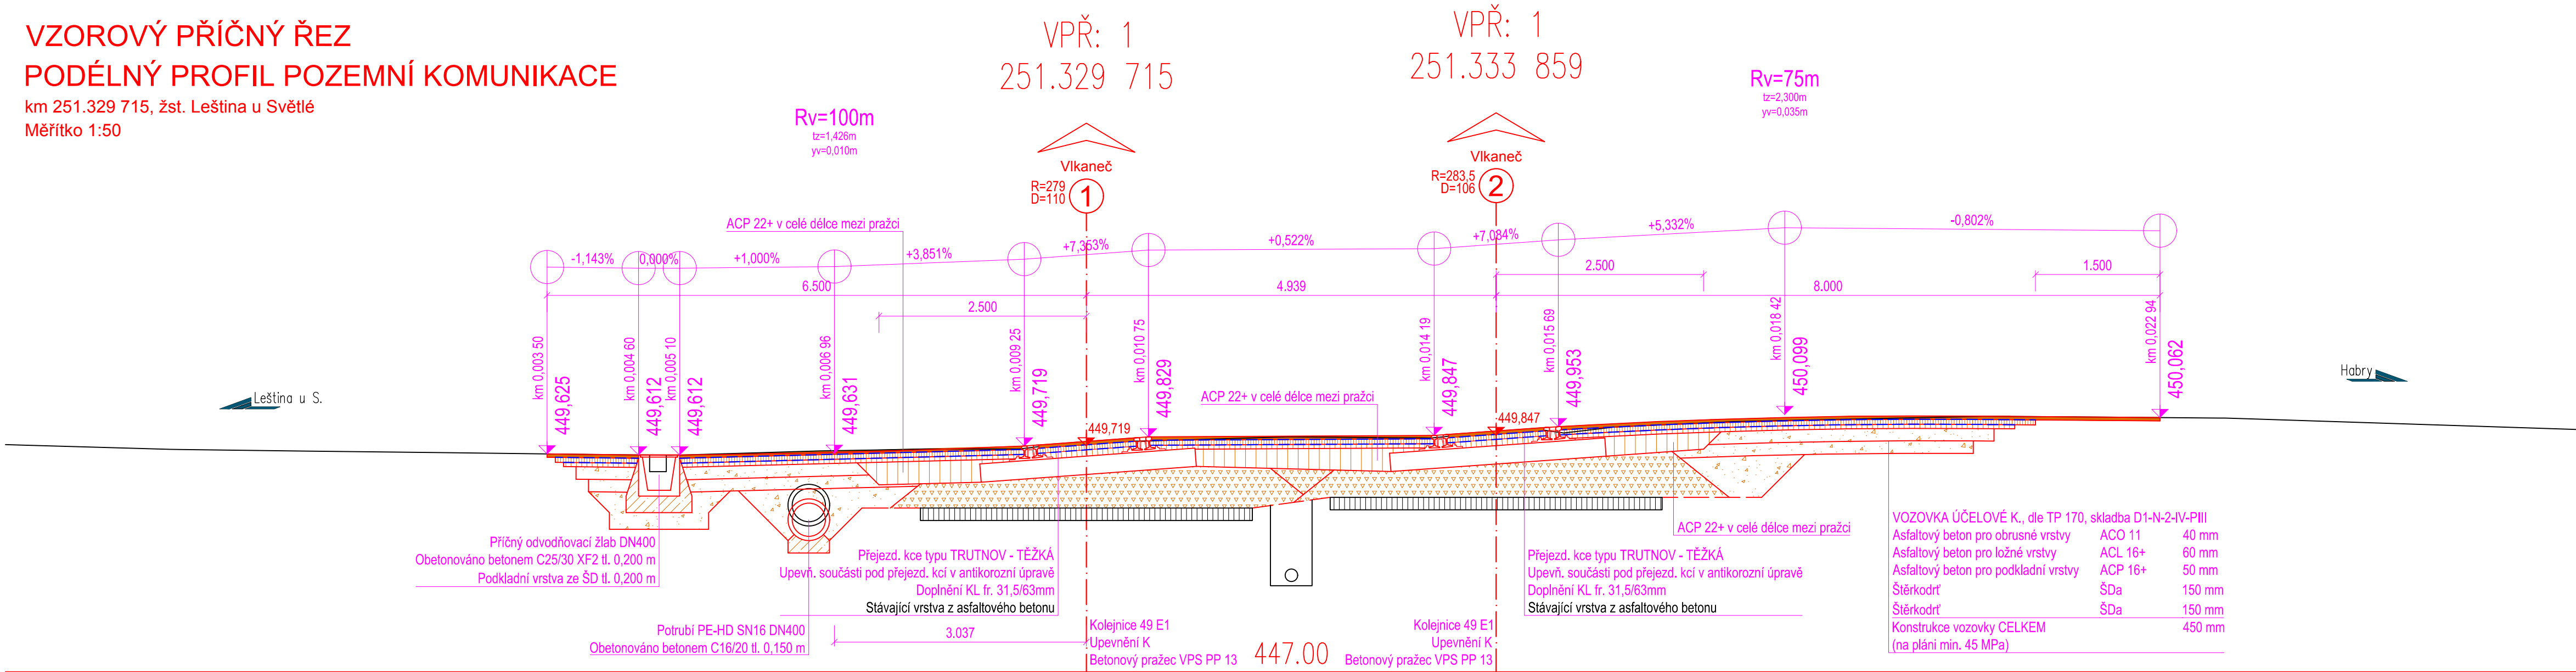 VZOROVÝ PŘÍČNÝ ŘEZ
PODÉLNÝ PROFIL POZEMNÍ KOMUNIKACE
km 251.329 715, žst. Leština u Světlé
Měřítko 1:50
VPŘ: 1
251.329 715
VPŘ: 1
251.333 859
Rv=100m
tz=1,426m
yv=0,010m
Rv=75m
tz=2,300m
yv=0,035m
Vlkaneč
R=279
D=110
1
Vlkaneč
R=283,5
D=106
2
ACP 22+ v celé délce mezi pražci
-1,143%
0,000%
+1,000%
+3,851%
+7,353%
+0,522%
+7,034%
+5,332%
-0,802%
6.500
4.939
2.500
8.000
1.500
2.500
km 0,003 50
449,625
km 0,004 60
449,612
km 0,005 10
449,612
km 0,006 96
449,631
km 0,009 25
449,719
km 0,010 75
449,829
km 0,014 19
449,847
km 0,015 69
449,953
km 0,018 42
450,099
km 0,022 94
450,062
Leština u S.
Habry
449,719
ACP 22+ v celé délce mezi pražci
449,847
ACP 22+ v celé délce mezi pražci
Příčný odvodňovací žlab DN400
Obetonováno betonem C25/30 XF2 tl. 0,200 m
Podkladní vrstva ze ŠD tl. 0,200 m
Přejezd. kce typu TRUTNOV - TĚŽKÁ
Upevň. součásti pod přejezd. kcí v antikorozní úpravě
Doplnění KL fr. 31,5/63mm
Stávající vrstva z asfaltového betonu
Přejezd. kce typu TRUTNOV - TĚŽKÁ
Upevň. součásti pod přejezd. kcí v antikorozní úpravě
Doplnění KL fr. 31,5/63mm
Stávající vrstva z asfaltového betonu
VOZOVKA ÚČELOVÉ K., dle TP 170, skladba D1-N-2-IV-PIII
Asfaltový beton pro obrusné vrstvy ACO 11 40 mm
Asfaltový beton pro ložné vrstvy ACL 16+ 60 mm
Asfaltový beton pro podkladní vrstvy ACP 16+ 50 mm
Štěrkodrť ŠDa 150 mm
Štěrkodrť ŠDa 150 mm
Konstrukce vozovky CELKEM 450 mm
(na pláni min. 45 MPa)
Potrubí PE-HD SN16 DN400
Obetonováno betonem C16/20 tl. 0,150 m
3.037
Kolejnice 49 E1
Upevnění K
Betonový pražec VPS PP 13
447.00
Kolejnice 49 E1
Upevnění K
Betonový pražec VPS PP 13